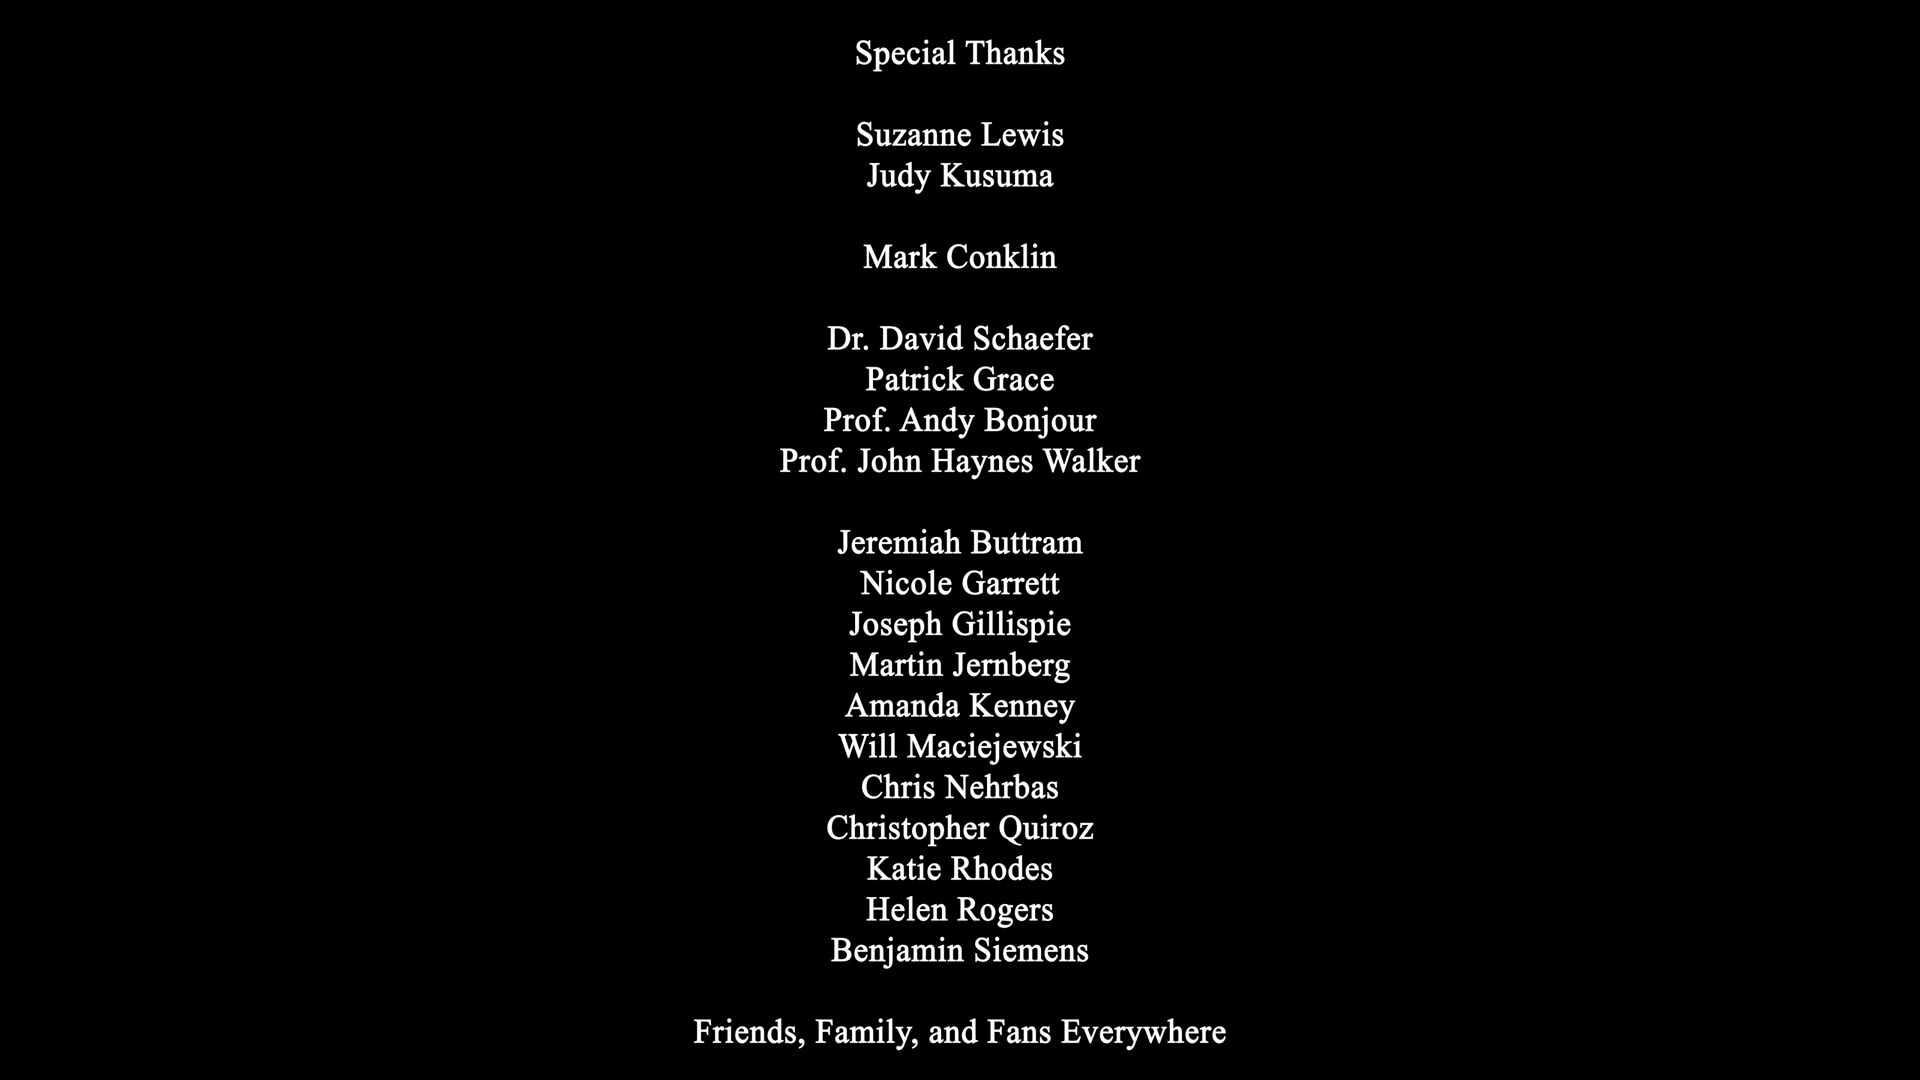 Special Thanks
Suzanne Lewis
Judy Kusuma
Mark Conklin
Dr. David Schaefer
Patrick Grace
Prof. Andy Bonjour
Prof. John Haynes Walker
Jeremiah Buttram
Nicole Garrett
Joseph Gillispie
Martin Jernberg
Amanda Kenney
Will Maciejewski
Chris Nehrbas
Christopher Quiroz
Katie Rhodes
Helen Rogers
Benjamin Siemens
Friends, Family, and Fans Everywhere